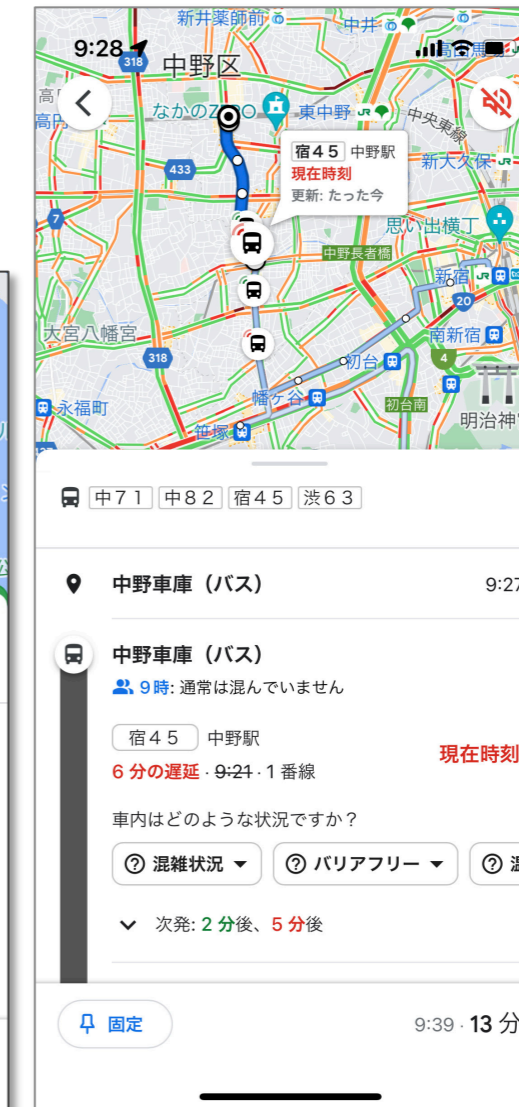 新井薬師前
中井
9:28
318
中野区
なかのZERO
東中野
JR
中央東線
宿４５ 中野駅
現在時刻
更新: たった今
新大久保
JR
433
思い出横丁
7
中野長者橋
新宿
JR
20
大宮八幡宮
318
南新宿
初台
4
永福町
幡ケ谷
初台南
明治神
笹塚
中７１ 中８２ 宿４５ 渋６３
中野車庫（バス） 9:27
中野車庫（バス）
9 時: 通常は混んでいません
宿４５ 中野駅
現在時刻
6 分の遅延 · 9:21 · 1 番線
車内はどのような状況ですか？
混雑状況 バリアフリー
次発: 2 分後、5 分後
固定 9:39 · 13 分